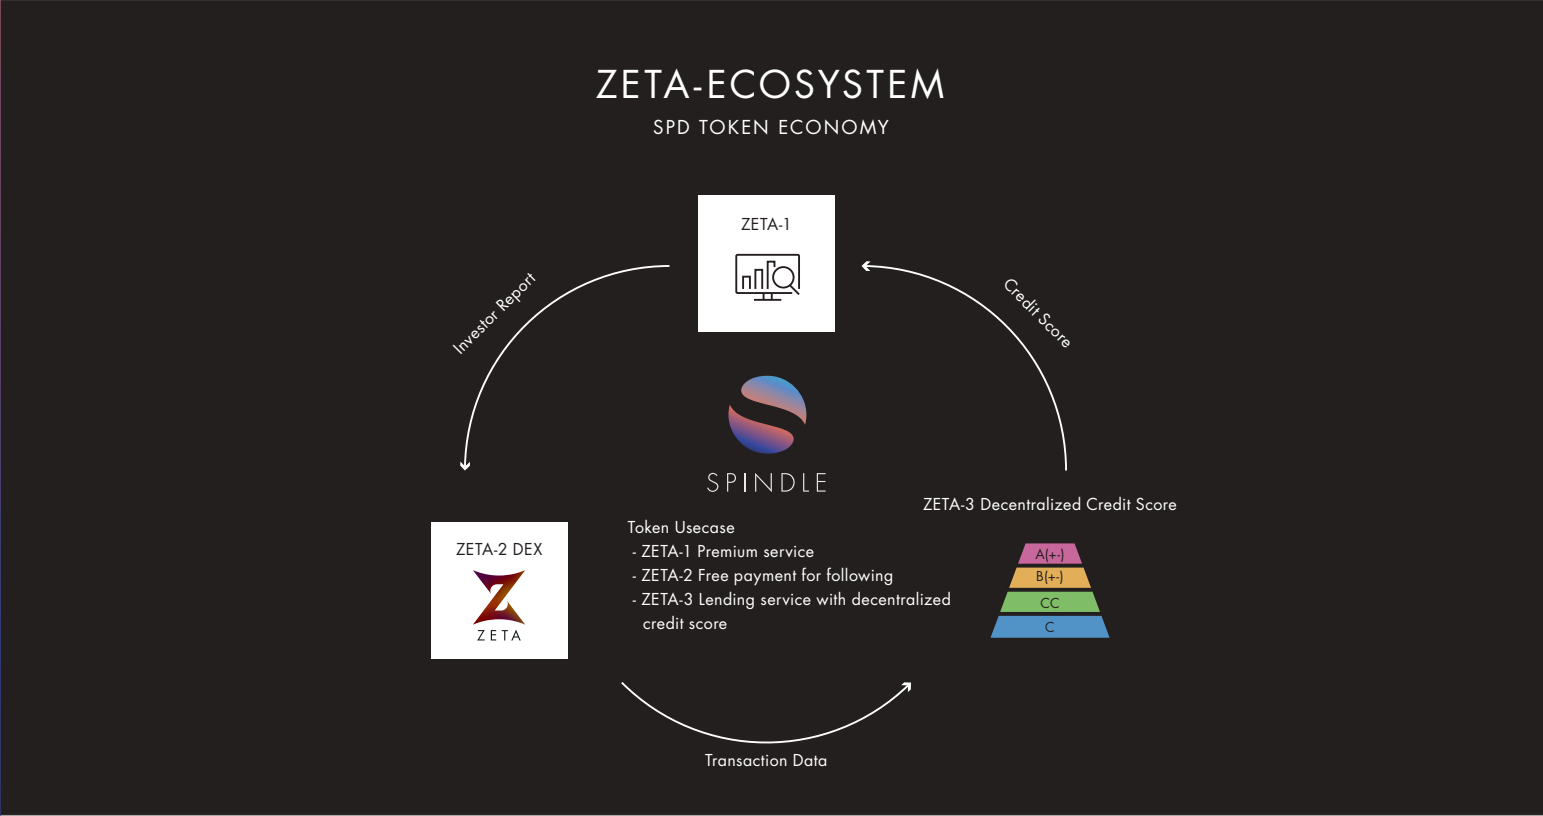 ZETA-ECOSYSTEM
SPD TOKEN ECONOMY
ZETA-1
Investor Report
Credit Score
SPINDLE
ZETA-3 Decentralized Credit Score
ZETA-2 DEX
ZETA
Token Usecase
- ZETA-1 Premium service
- ZETA-2 Free payment for following
- ZETA-3 Lending service with decentralized
credit score
A(+-)
B(+-)
CC
C
Transaction Data